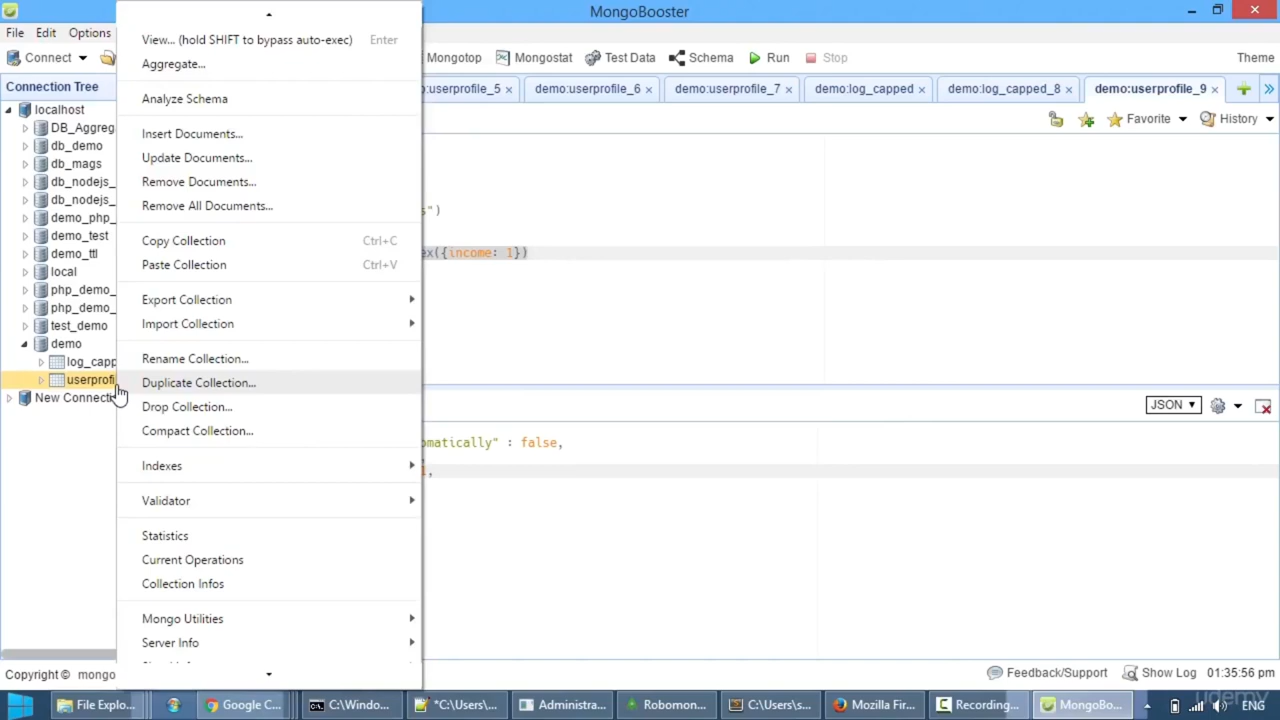 MongoBooster
File Edit Options
Connect
Mongotop Mongostat Test Data Schema Run Stop Theme
Connection Tree
:userprofile_5 demo:userprofile_6 demo:userprofile_7 demo:log_capped demo:log_capped_8 demo:userprofile_9
Favorite History
localhost
DB_Aggreg
db_demo
db_mags
db_nodejs_
db_nodejs_
demo_php_
demo_test
demo_ttl
local
php_demo_
php_demo_
test_demo
demo
log_capp
userprofi
New Connecti
View... (hold SHIFT to bypass auto-exec) Enter
Aggregate...
Analyze Schema
Insert Documents...
Update Documents...
Remove Documents...
Remove All Documents...
Copy Collection Ctrl+C
Paste Collection Ctrl+V
Export Collection
Import Collection
Rename Collection...
Duplicate Collection...
Drop Collection...
Compact Collection...
Indexes
Validator
Statistics
Current Operations
Collection Infos
Mongo Utilities
Server Info
s")
ex({income: 1})
JSON
omatically" : false,
1,
Copyright © mongo
Feedback/Support Show Log 01:35:56 pm
File Explo... Google C... C:\Windo... *C:\Users\... Administra... Robomon... C:\Users\s... Mozilla Fir... Recording... MongoBo... ENG
udemy